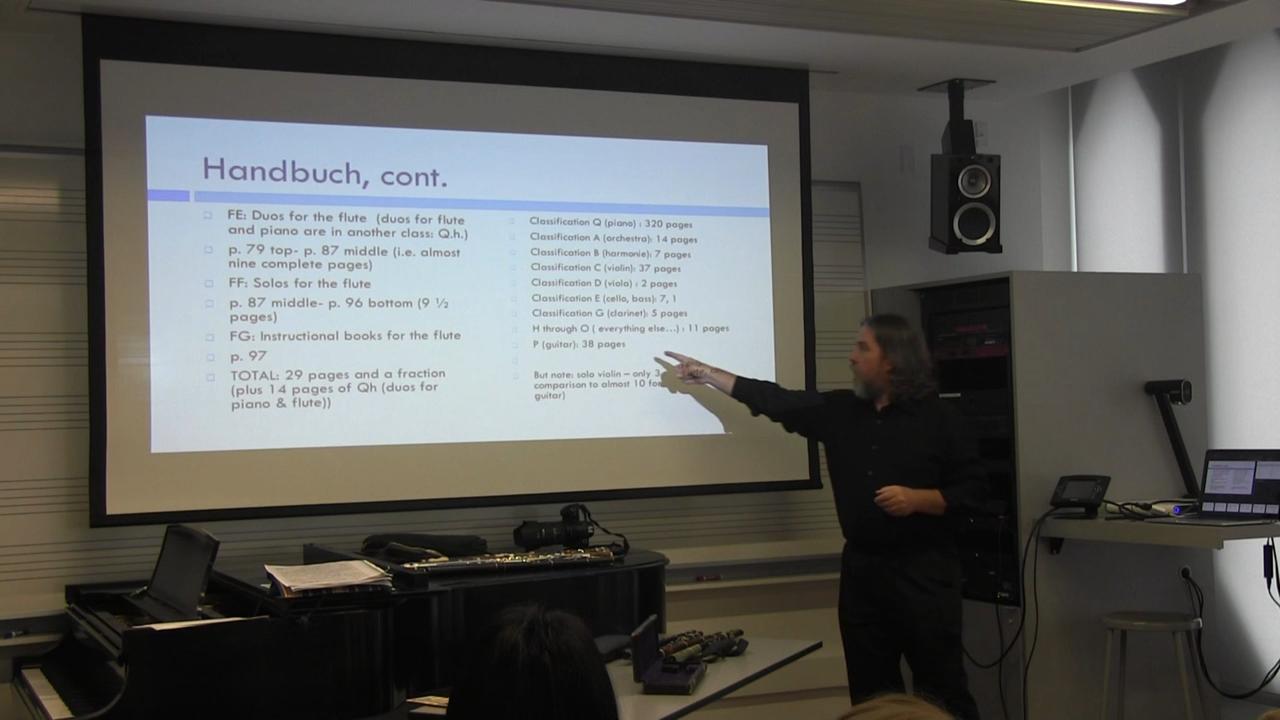 Handbuch, cont.
FE: Duos for the flute (duos for flute
and piano are in another class: Q.h.)
p. 79 top- p. 87 middle (i.e. almost
nine complete pages)
FF: Solos for the flute
p. 87 middle- p. 96 bottom (9 ½
pages)
FG: Instructional books for the flute
p. 97
TOTAL: 29 pages and a fraction
(plus 14 pages of Qh (duos for
piano & flute))
Classification Q (piano) : 320 pages
Classification A (orchestra): 14 pages
Classification B (harmonie): 7 pages
Classification C (violin): 37 pages
Classification D (viola) : 2 pages
Classification E (cello, bass): 7, 1
Classification G (clarinet): 5 pages
H through O ( everything else…) : 11 pages
P (guitar): 38 pages
But note: solo violin – only 3
comparison to almost 10 for
guitar)